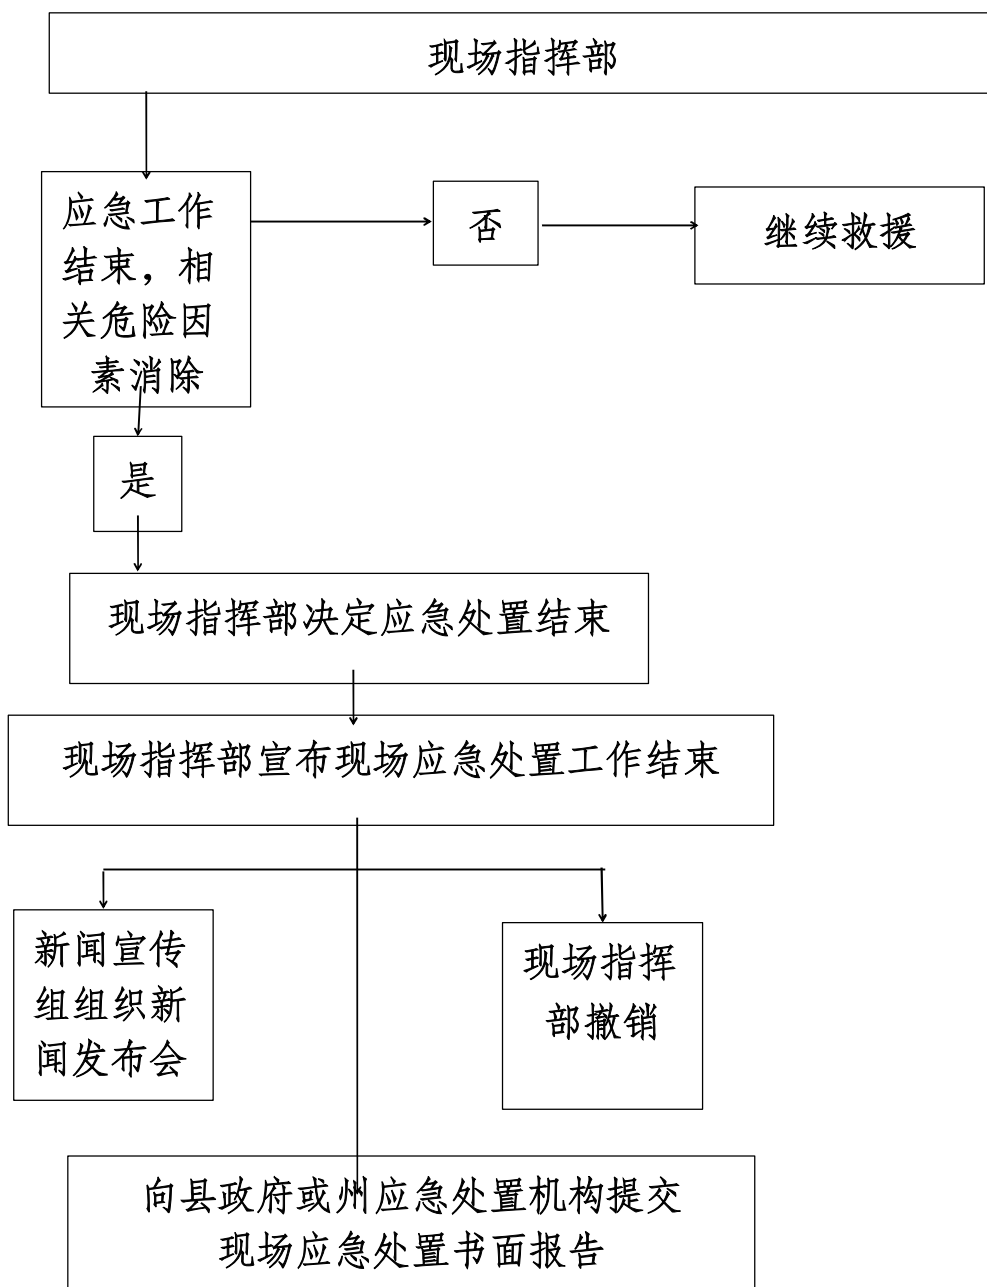 现场指挥部
应急工作
结束，相
关危险因
素消除
否
继续救援
是
现场指挥部决定应急处置结束
现场指挥部宣布现场应急处置工作结束
新闻宣传
组组织新
闻发布会
现场指挥
部撤销
向县政府或州应急处置机构提交
现场应急处置书面报告